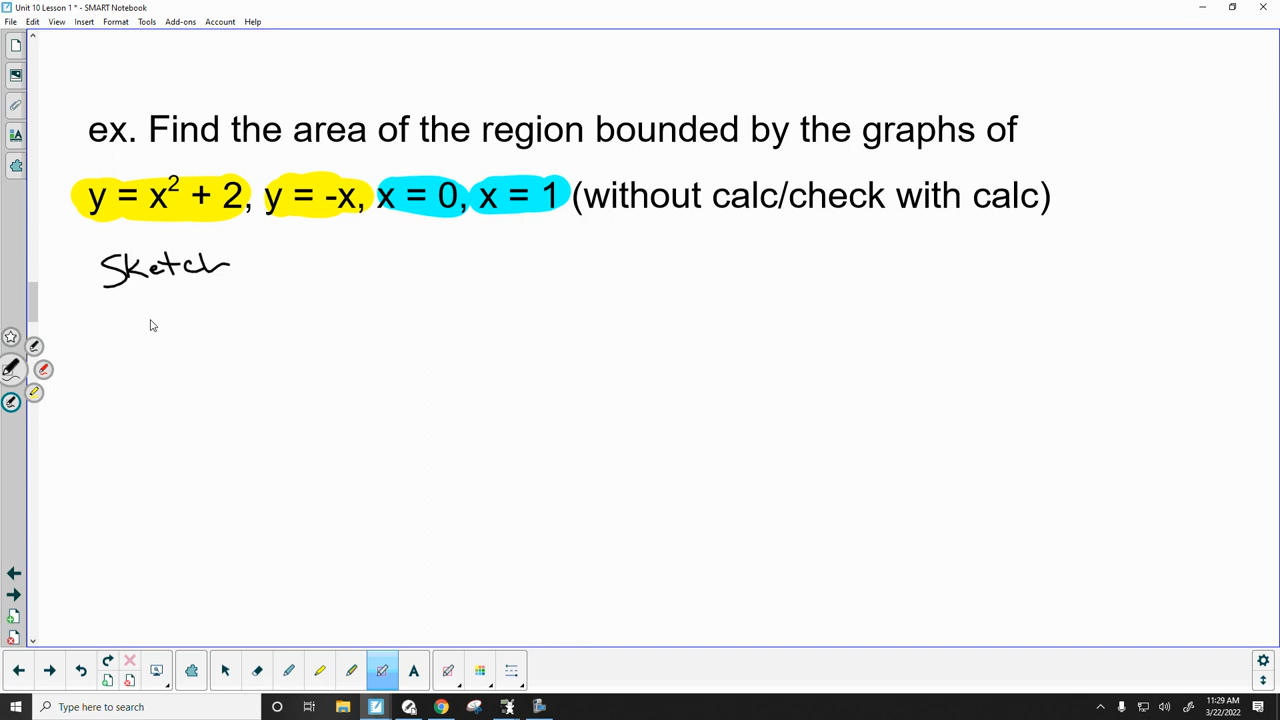 Unit 10 Lesson 1 * - SMART Notebook
File Edit View Insert Format Tools Add-ons Account Help
ex. Find the area of the region bounded by the graphs of
y = x² + 2, y = -x, x = 0, x = 1 (without calc/check with calc)
Sketch
Type here to search
11:29 AM
3/22/2022